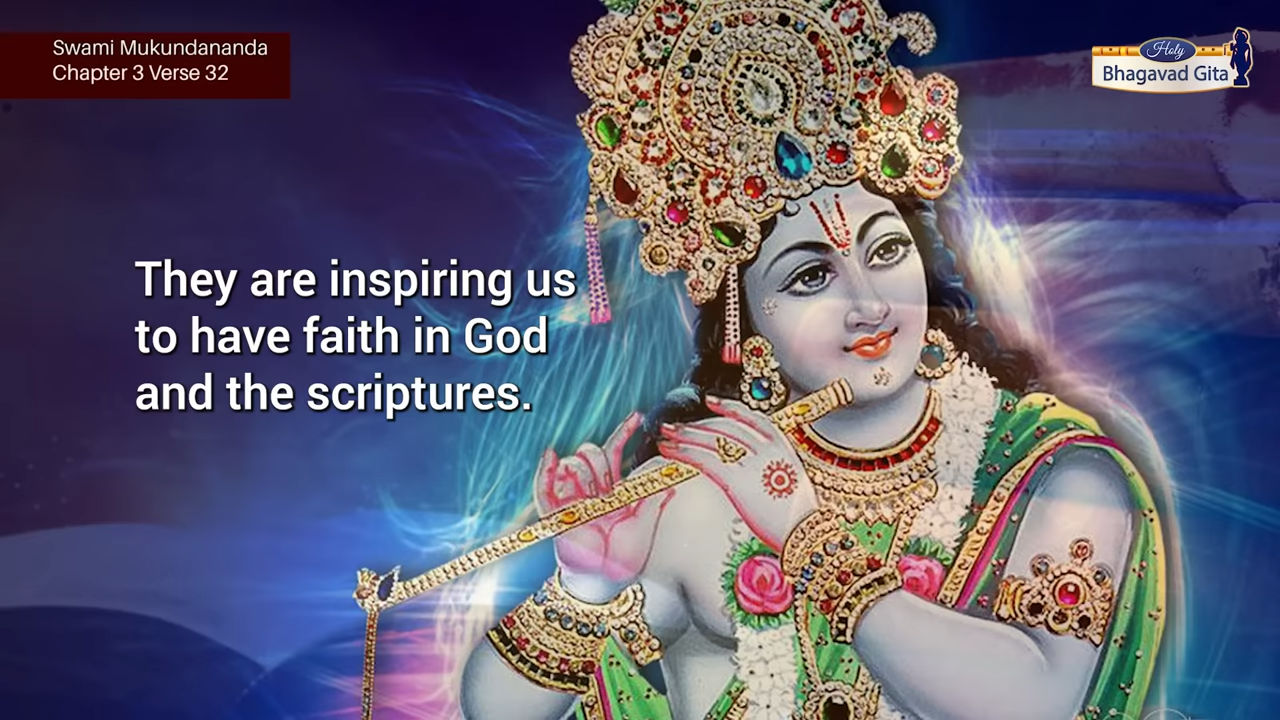 Swami Mukundananda
Chapter 3 Verse 32
Holy
Bhagavad Gita
They are inspiring us
to have faith in God
and the scriptures.